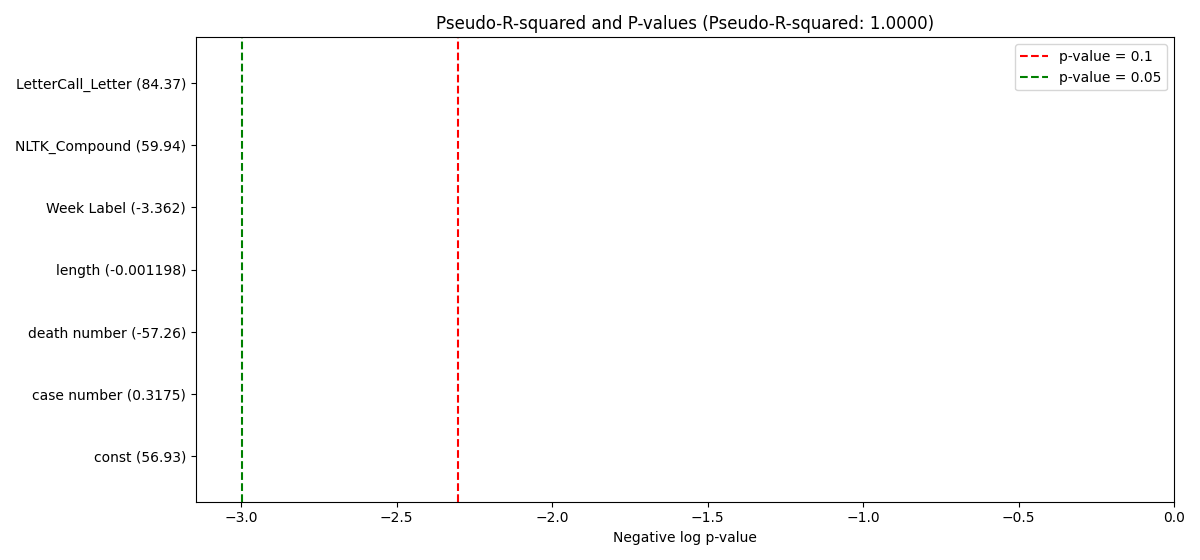 Pseudo-R-squared and P-values (Pseudo-R-squared: 1.0000)
p-value = 0.1
p-value = 0.05
LetterCall_Letter (84.37)
NLTK_Compound (59.94)
Week Label (-3.362)
length (-0.001198)
death number (-57.26)
case number (0.3175)
const (56.93)
−3.0 −2.5 −2.0 −1.5 −1.0 −0.5 0.0
Negative log p-value